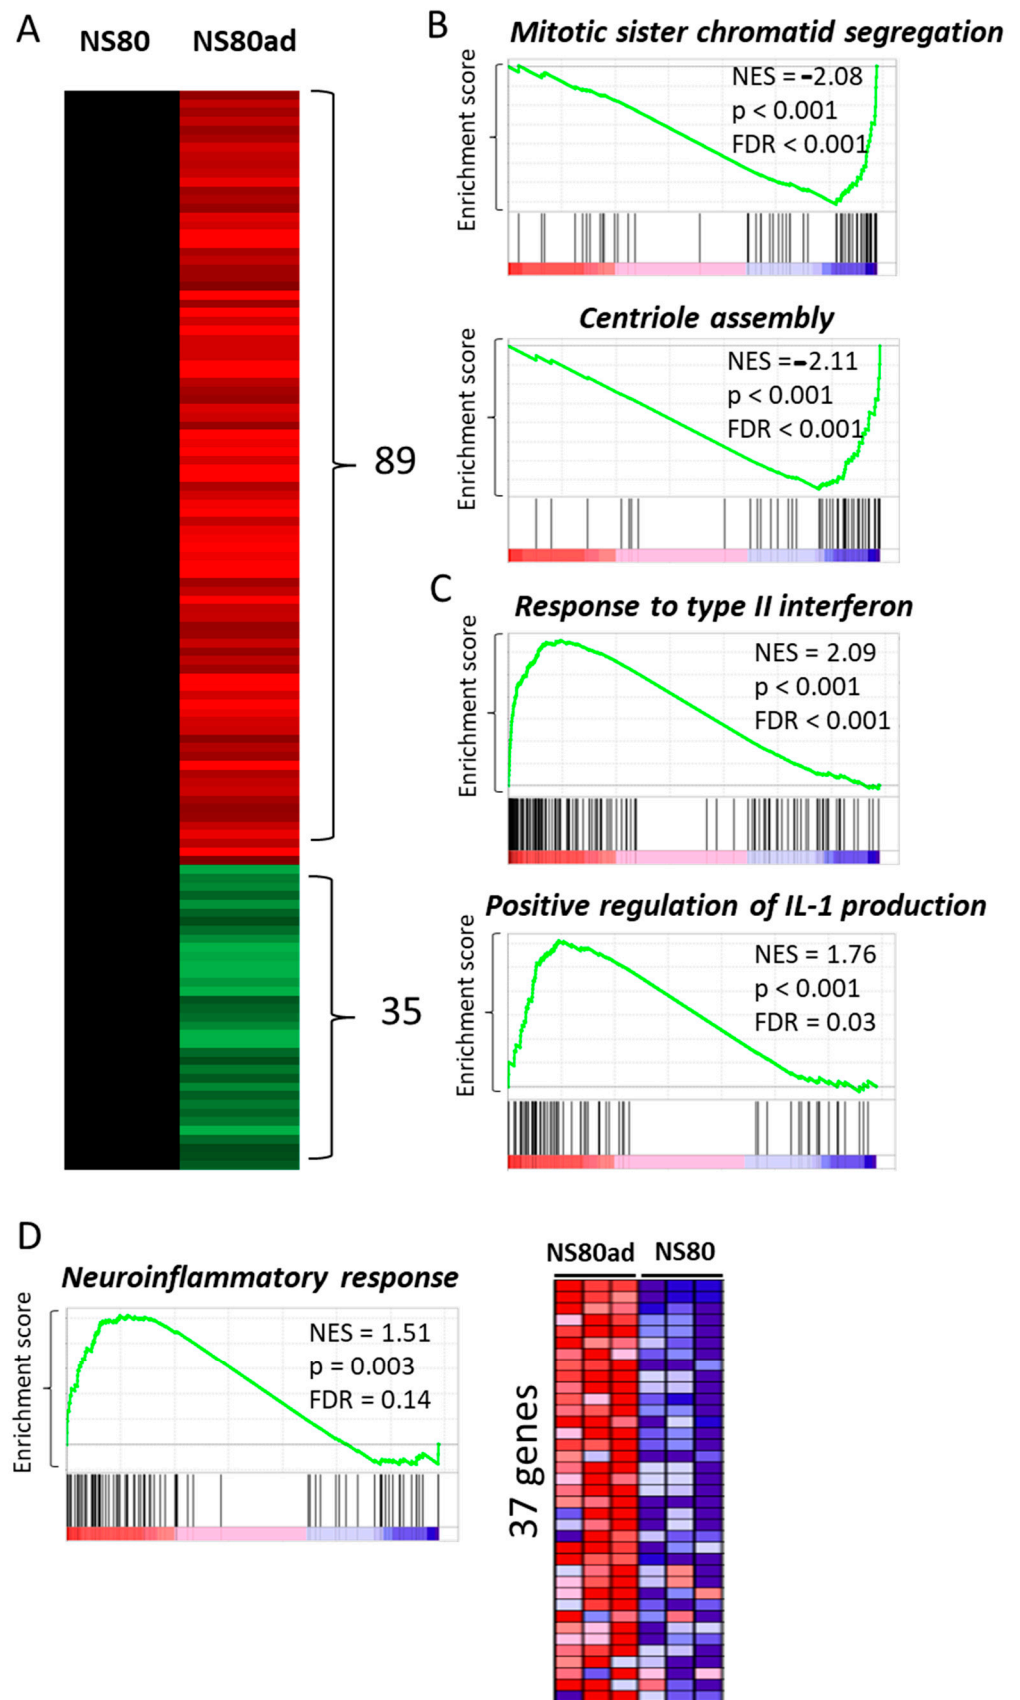 A
NS80 NS80ad
89
35
B
Mitotic sister chromatid segregation
Enrichment score
NES = -2.08
p < 0.001
FDR < 0.001
Centriole assembly
Enrichment score
NES =-2.11
p < 0.001
FDR < 0.001
C
Response to type II interferon
Enrichment score
NES = 2.09
p < 0.001
FDR < 0.001
Positive regulation of IL-1 production
Enrichment score
NES = 1.76
p < 0.001
FDR = 0.03
D
Neuroinflammatory response
Enrichment score
NES = 1.51
p = 0.003
FDR = 0.14
NS80ad NS80
37 genes